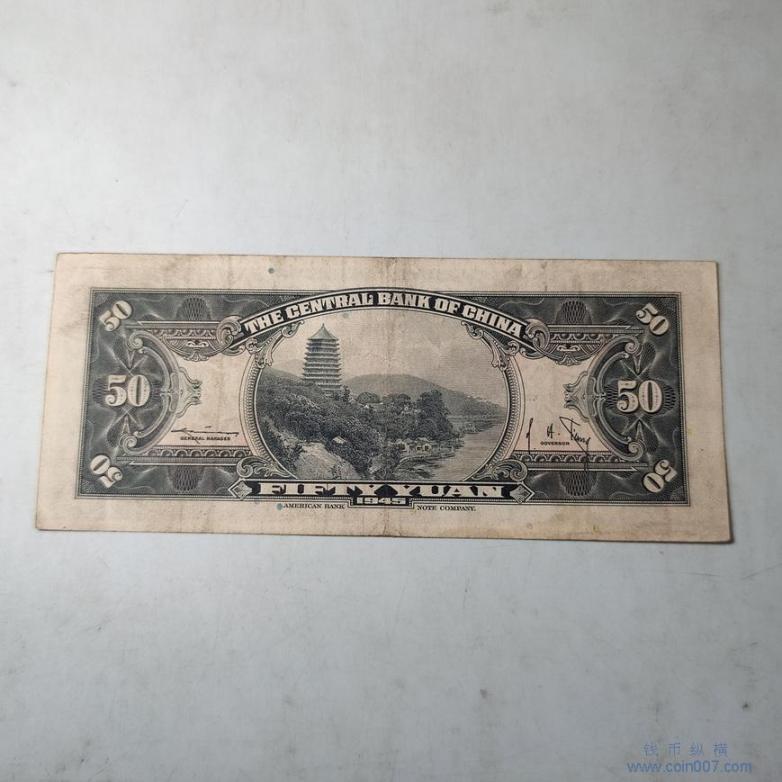 THE CENTRAL BANK OF CHINA
50
50
50
50
GENERAL MANAGER
GOVERNOR
50
50
FIFTY YUAN
1945
AMERICAN BANK NOTE COMPANY.
钱币纵横
www.coin007.com